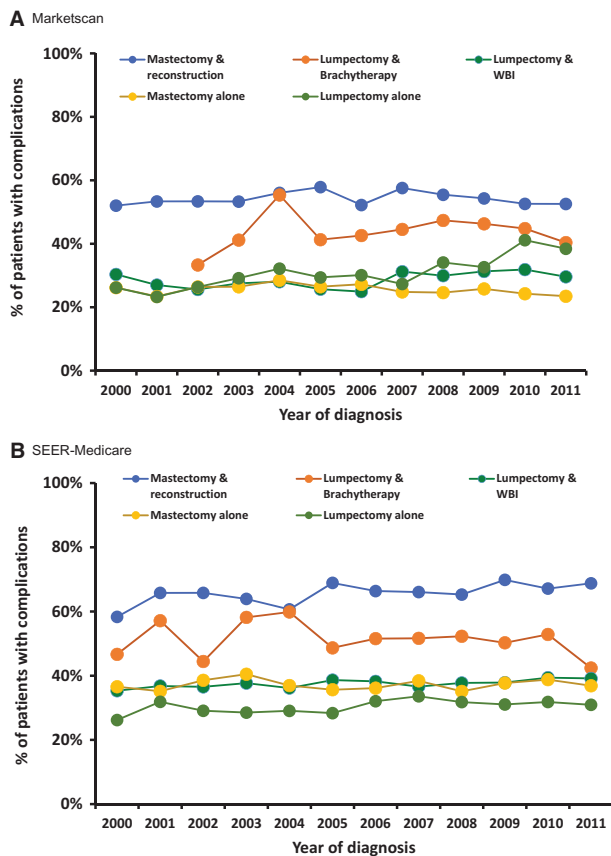 A Marketscan
Mastectomy & reconstruction
Lumpectomy & Brachytherapy
Lumpectomy & WBI
Mastectomy alone
Lumpectomy alone
% of patients with complications
100%
80%
60%
40%
20%
0%
2000 2001 2002 2003 2004 2005 2006 2007 2008 2009 2010 2011
Year of diagnosis
B SEER-Medicare
Mastectomy & reconstruction
Lumpectomy & Brachytherapy
Lumpectomy & WBI
Mastectomy alone
Lumpectomy alone
% of patients with complications
100%
80%
60%
40%
20%
0%
2000 2001 2002 2003 2004 2005 2006 2007 2008 2009 2010 2011
Year of diagnosis